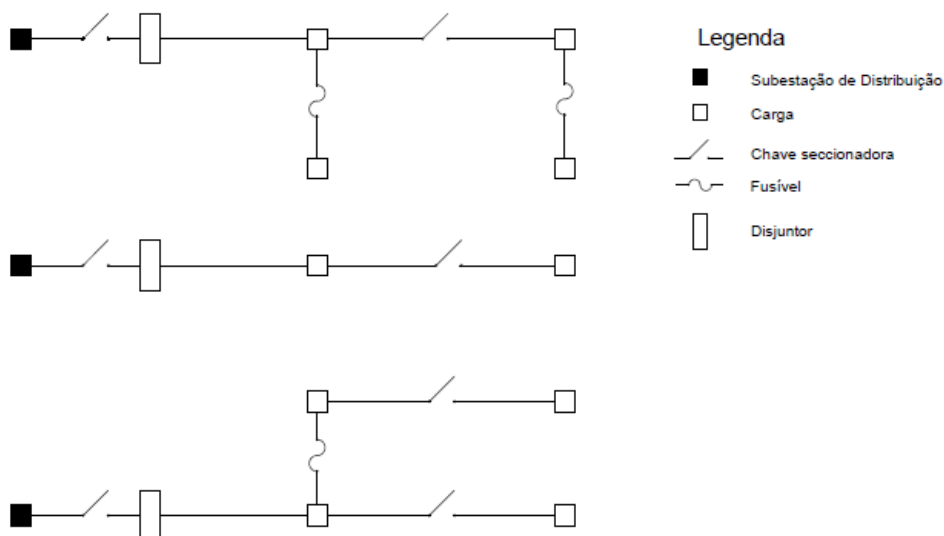 Legenda
Subestação de Distribuição
Carga
Chave seccionadora
Fusível
Disjuntor